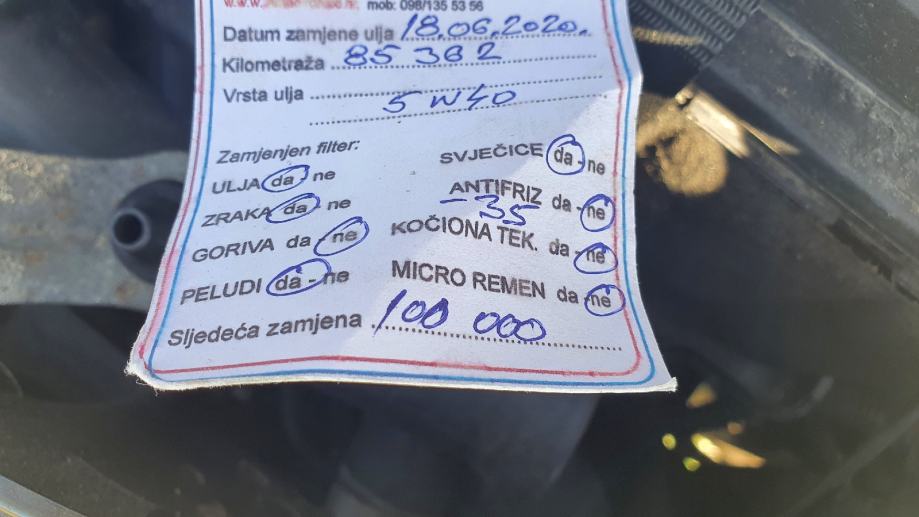 mob: 098/135 53 56
Datum zamjene ulja 18.06.2020.
Kilometraža 85 362
Vrsta ulja
5W40
Zamjenjen filter:
ULJA da - ne
ZRAKA da - ne
GORIVA da - ne
PELUDI da - ne
SVJEČICE da - ne
ANTIFRIZ da - ne
-35
KOČIONA TEK. da - ne
MICRO REMEN da - ne
Sljedeća zamjena 100 000